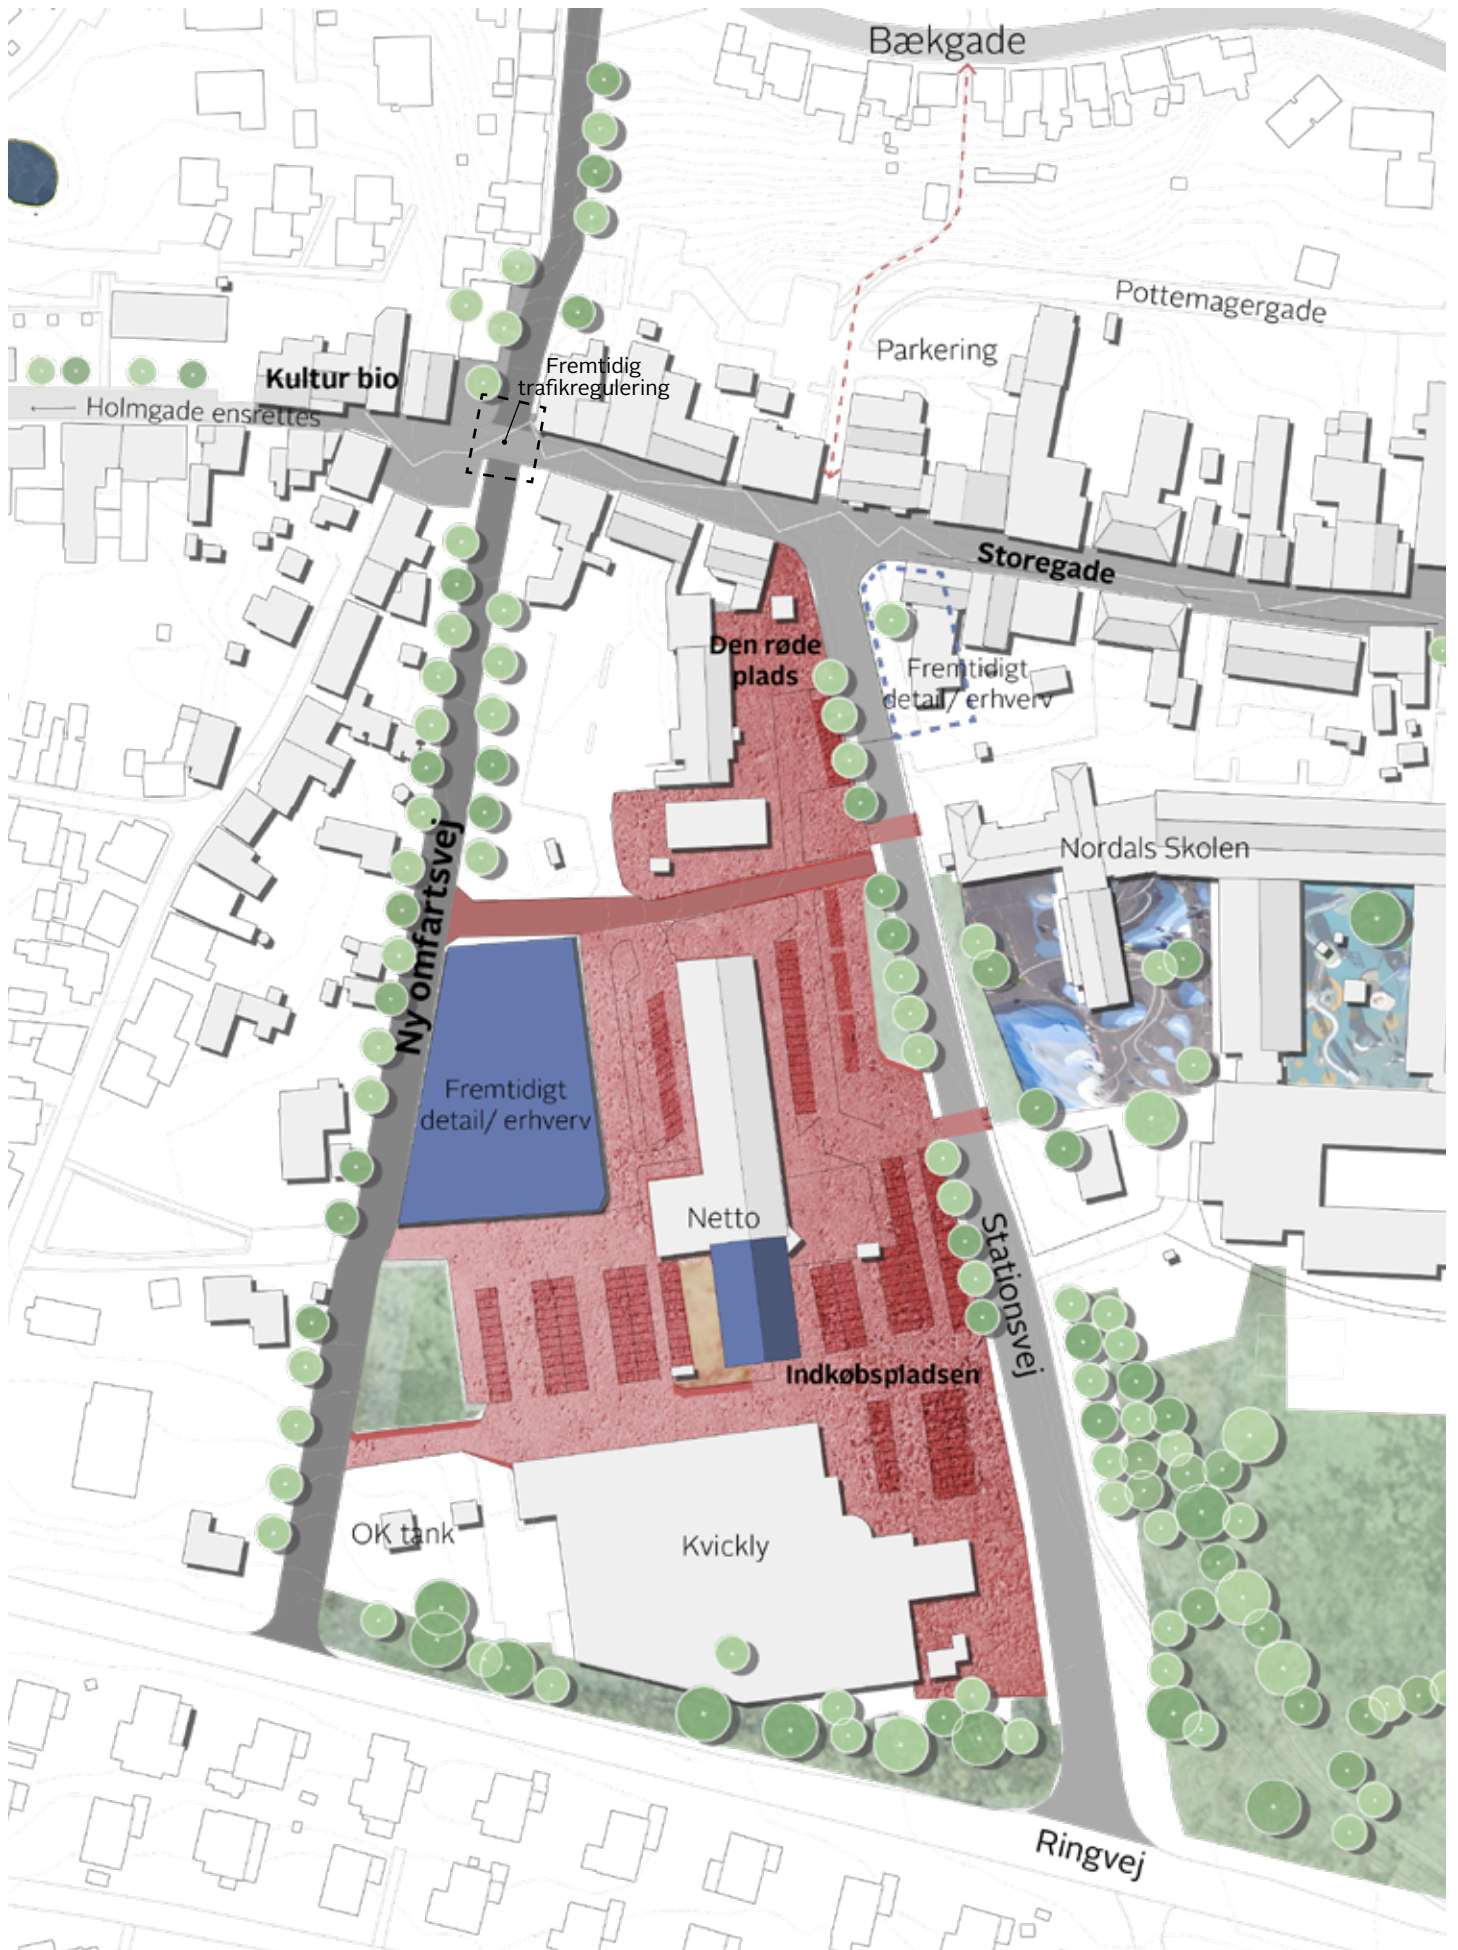 Bækgade
Pottemagergade
Parkering
Fremtidig
trafikregulering
Kultur bio
Holmgade ensrettes
Storegade
Den røde
plads
Fremtidigt
detail/ erhverv
Nordals Skolen
Ny omfartsvej
Fremtidigt
detail/ erhverv
Netto
Stationsvej
Indkøbspladsen
OK tank
Kvickly
Ringvej